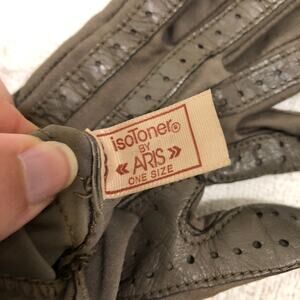 isoToner®
BY
« ARIS »
ONE SIZE